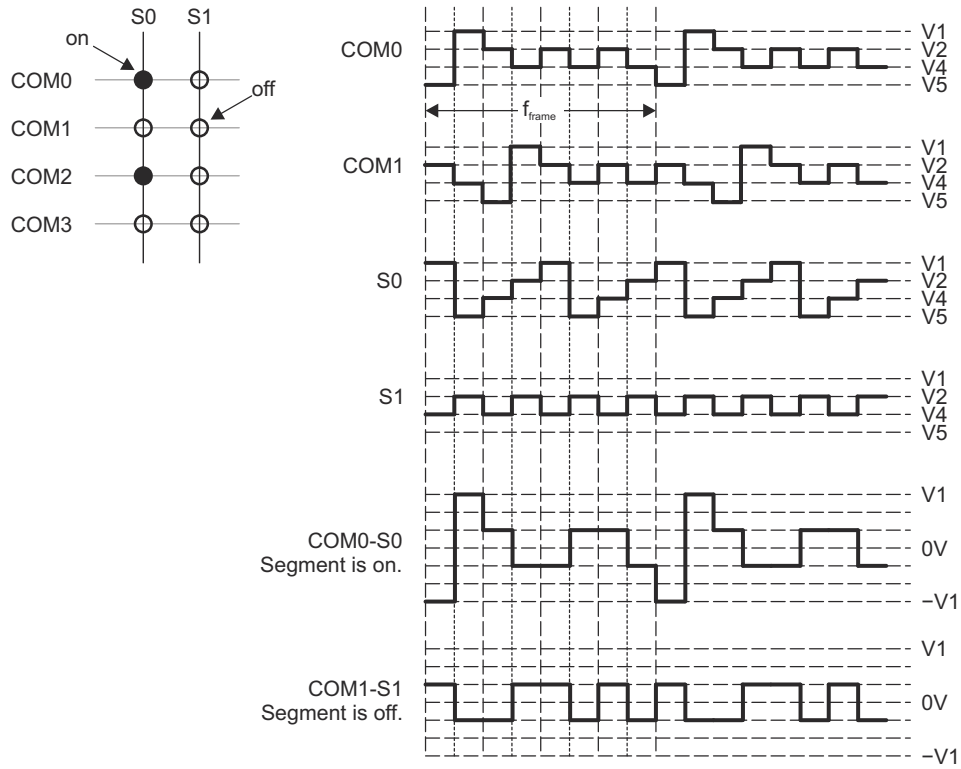 S0 S1
on
COM0
off
COM1
COM2
COM3
COM0
V1
V2
V4
V5
fframe
COM1
V1
V2
V4
V5
S0
V1
V2
V4
V5
S1
V1
V2
V4
V5
COM0-S0
Segment is on.
V1
0V
−V1
COM1-S1
Segment is off.
V1
0V
−V1